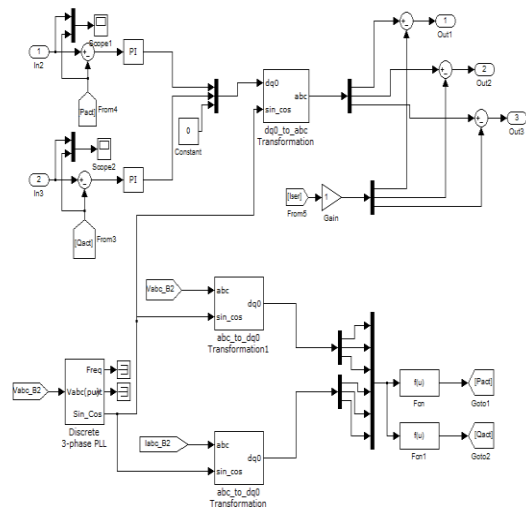 1
Out1
Scope1
1
In2
PI
+
-
2
Out2
[Pact]
From4
dq0
abc
sin_cos
dq0_to_abc
Transformation
0
Constant
3
Out3
Scope2
2
In3
PI
[Iser]
From5
1
Gain
[Qact]
From3
Vabc_B2
abc
dq0
sin_cos
abc_to_dq0
Transformation1
Freq
Vabc_B2
Vabc(pu)
wt
Sin_Cos
Discrete
3-phase PLL
f(u)
Fcn
[Pact]
Goto1
f(u)
Fcn1
[Qact]
Goto2
Iabc_B2
abc
dq0
sin_cos
abc_to_dq0
Transformation